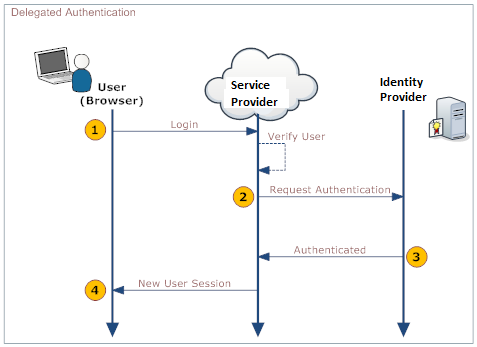 Delegated Authentication
User
(Browser)
Service
Provider
Identity
Provider
1
Login
Verify User
2
Request Authentication
Authenticated
3
4
New User Session